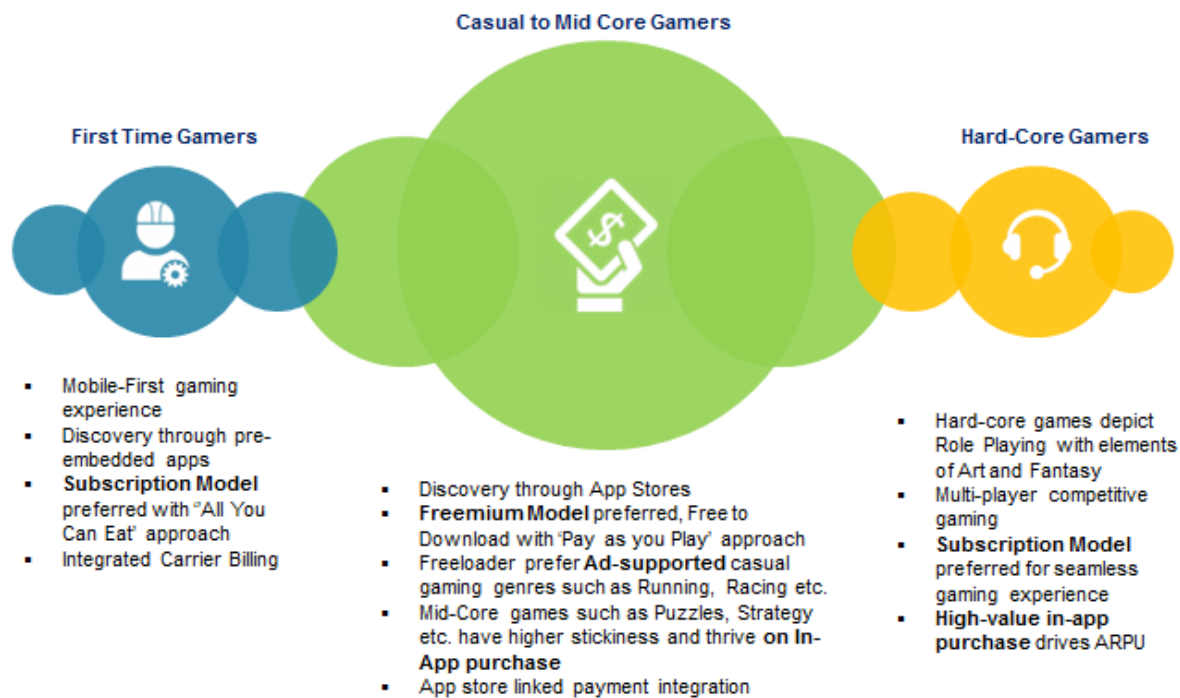 Casual to Mid Core Gamers
First Time Gamers
Hard-Core Gamers
$
▪ Mobile-First gaming
experience
▪ Discovery through pre-
embedded apps
▪ Subscription Model
preferred with “All You
Can Eat’ approach
▪ Integrated Carrier Billing
▪ Discovery through App Stores
▪ Freemium Model preferred, Free to
Download with ‘Pay as you Play’ approach
▪ Freeloader prefer Ad-supported casual
gaming genres such as Running, Racing etc.
▪ Mid-Core games such as Puzzles, Strategy
etc. have higher stickiness and thrive on In-
App purchase
▪ App store linked payment integration
▪ Hard-core games depict
Role Playing with elements
of Art and Fantasy
▪ Multi-player competitive
gaming
▪ Subscription Model
preferred for seamless
gaming experience
▪ High-value in-app
purchase drives ARPU